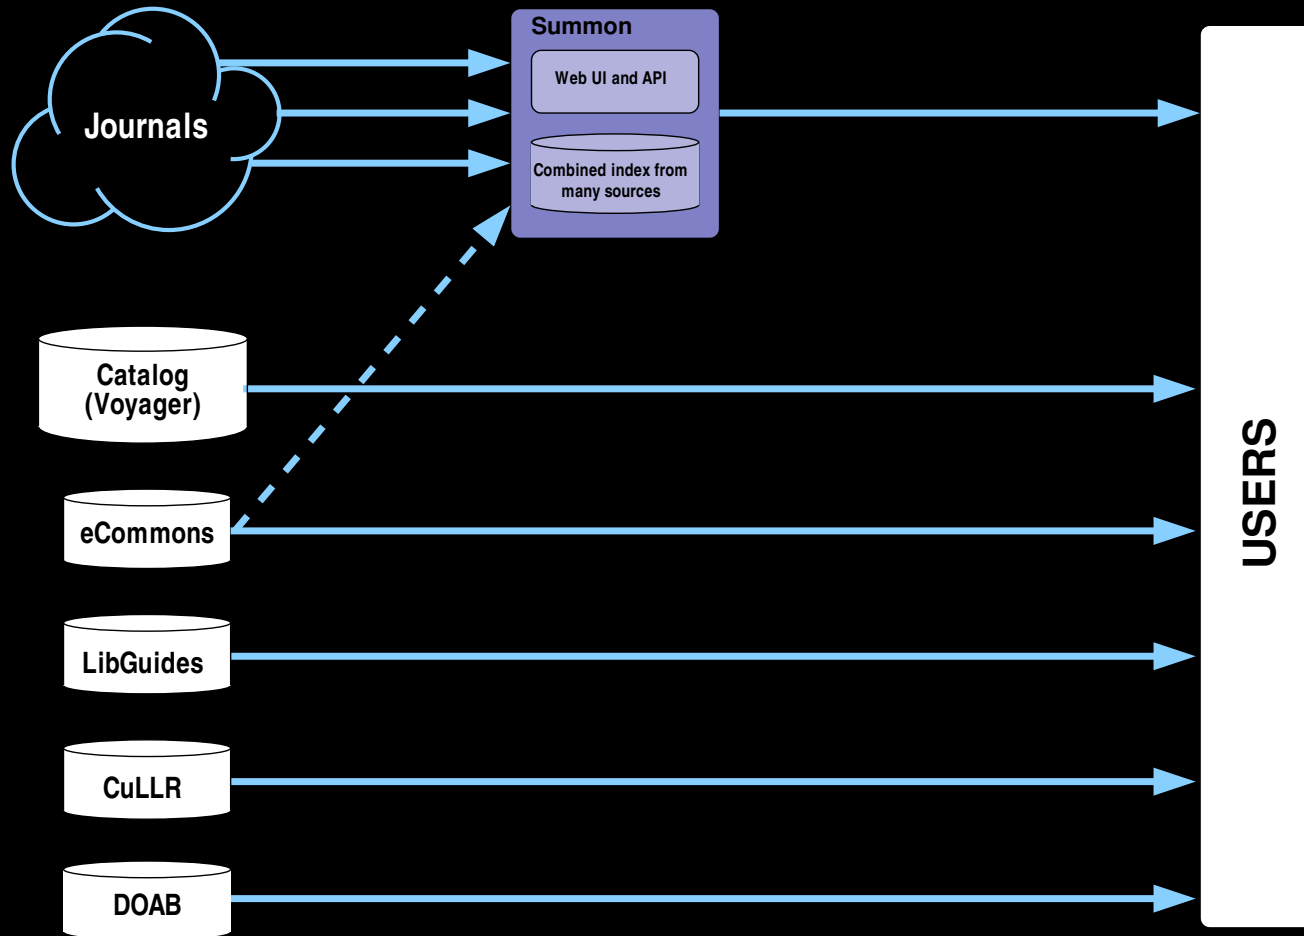 Summon
Web UI and API
Journals
Combined index from
many sources
Catalog
(Voyager)
eCommons
LibGuides
CuLLR
DOAB
USERS